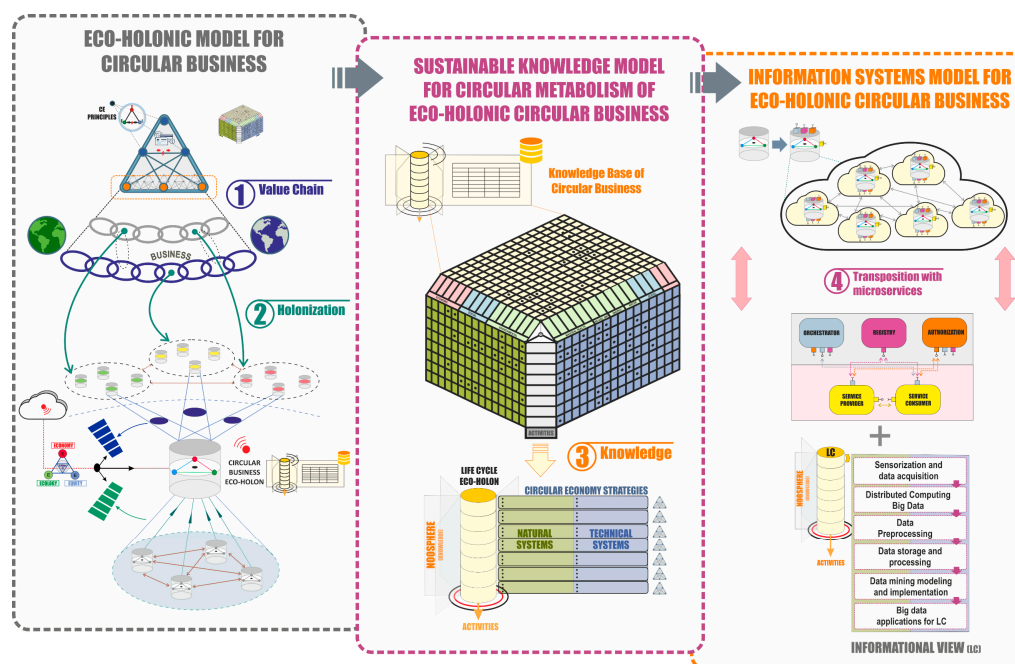 ECO-HOLONIC MODEL FOR
CIRCULAR BUSINESS
CE
PRINCIPLES
1 Value Chain
BUSINESS
2 Holonization
ECONOMY
ECOLOGY
EQUITY
CIRCULAR
BUSINESS
ECO-HOLON
SUSTAINABLE KNOWLEDGE MODEL
FOR CIRCULAR METABOLISM OF
ECO-HOLONIC CIRCULAR BUSINESS
Knowledge Base of
Circular Business
ACTIVITIES
3 Knowledge
LIFE CYCLE
ECO-HOLON
CIRCULAR ECONOMY STRATEGIES
NOOSPHERE
NATURAL
SYSTEMS
TECHNICAL
SYSTEMS
ACTIVITIES
INFORMATION SYSTEMS MODEL FOR
ECO-HOLONIC CIRCULAR BUSINESS
4 Transposition with
microservices
ORCHESTRATOR
REGISTRY
AUTHORIZATION
SERVICE
PROVIDER
SERVICE
CONSUMER
+
LC
NOOSPHERE
ACTIVITIES
Sensorization and
data acquisition
Distributed Computing
Big Data
Data
Preprocessing
Data storage and
processing
Data mining modeling
and implementation
Big data
applications for LC
INFORMATIONAL VIEW (LC)